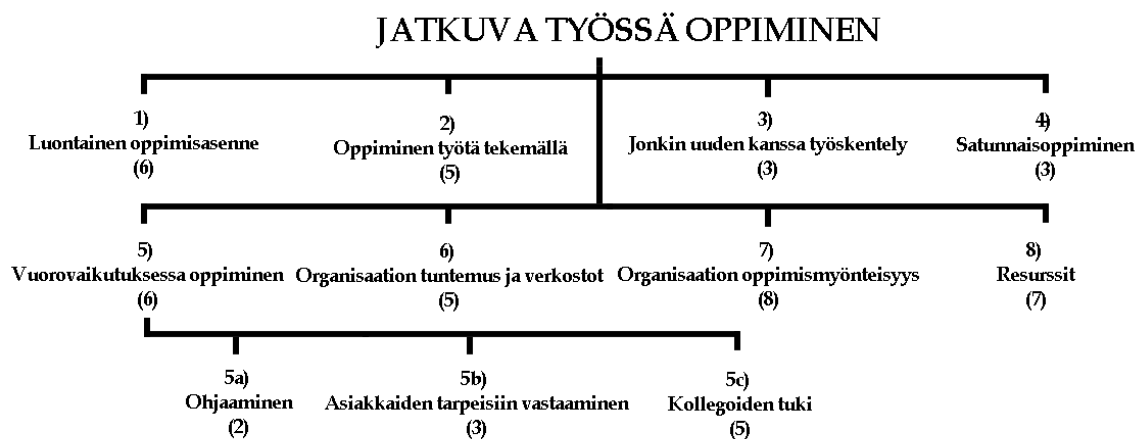 JATKUVA TYÖSSÄ OPPIMINEN
1)
Luontainen oppimisasenne
(6)
2)
Oppiminen työtä tekemällä
(5)
3)
Jonkin uuden kanssa työskentely
(3)
4)
Satunnaisoppiminen
(3)
5)
Vuorovaikutuksessa oppiminen
(6)
6)
Organisaation tuntemus ja verkostot
(5)
7)
Organisaation oppimismyönteisyys
(8)
8)
Resurssit
(7)
5a)
Ohjaaminen
(2)
5b)
Asiakkaiden tarpeisiin vastaaminen
(3)
5c)
Kollegoiden tuki
(5)